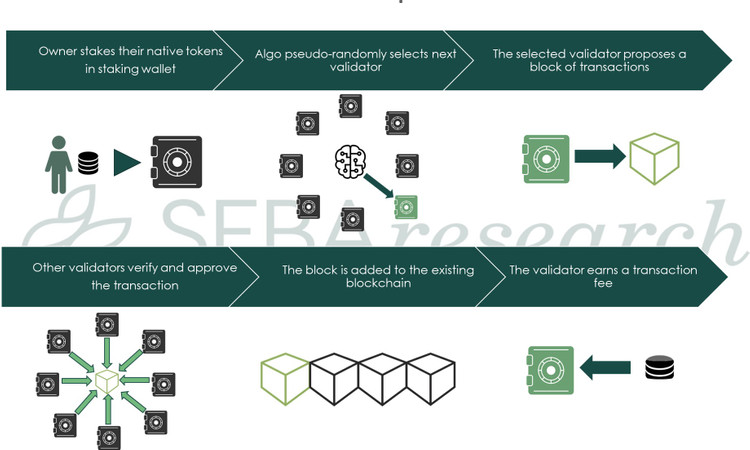 Owner stakes their native tokens
in staking wallet
Algo pseudo-randomly selects next
validator
The selected validator proposes a
block of transactions
SEBAresearch
Other validators verify and approve
the transaction
The block is added to the existing
blockchain
The validator earns a transaction
fee